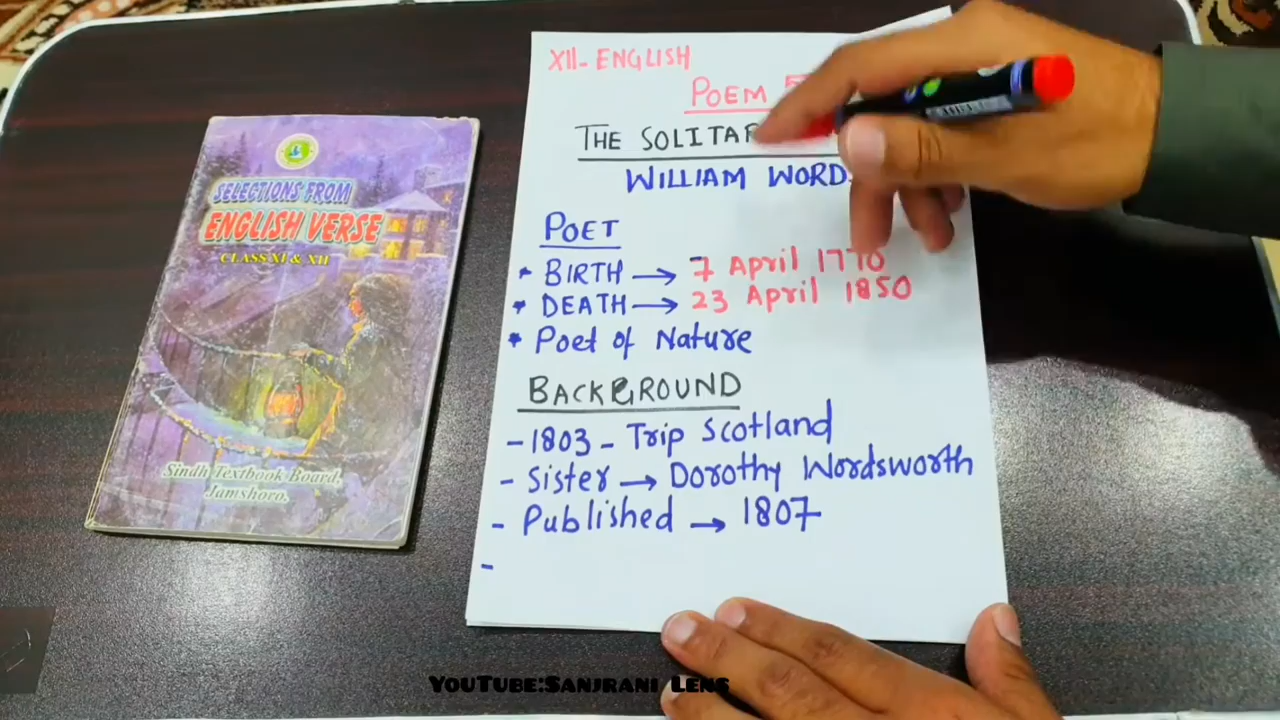 SELECTIONS FROM
ENGLISH VERSE
CLASS XI & XII
Sindh Textbook Board,
Jamshoro.
XII- ENGLISH
POEM
THE SOLITAR
WILLIAM WORDS
POET
* BIRTH → 7 April 1770
* DEATH → 23 April 1850
* Poet of Nature
BACKGROUND
- 1803 - Trip Scotland
- Sister → Dorothy Wordsworth
- Published → 1807
-
YouTube:Sanjrani Lens